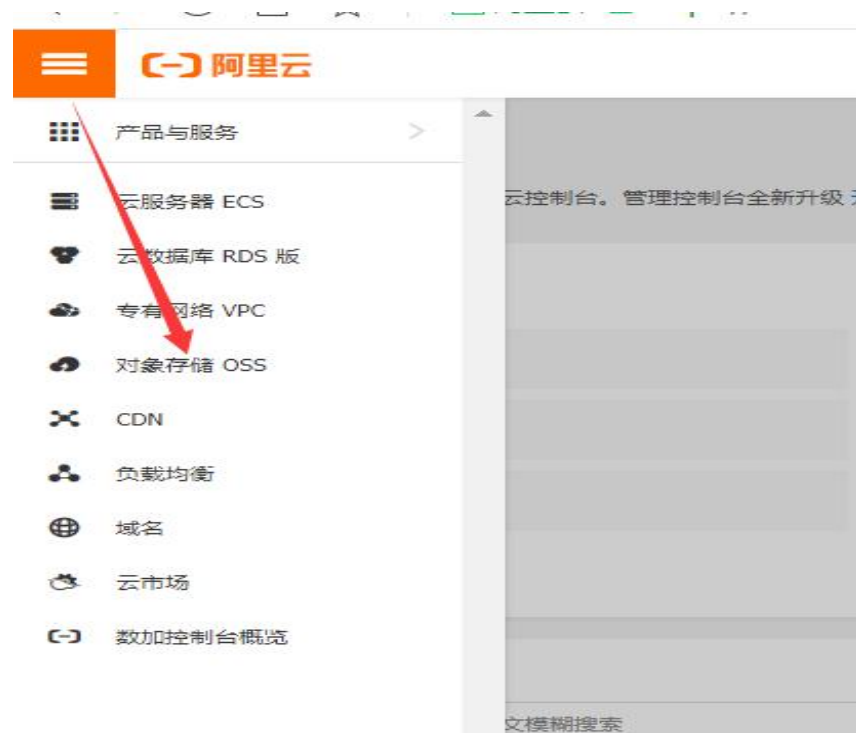 阿里云
产品与服务
云服务器 ECS
云控制台。管理控制台全新升级
云数据库 RDS 版
专有网络 VPC
对象存储 OSS
CDN
负载均衡
域名
云市场
数加控制台概览
文模糊搜索